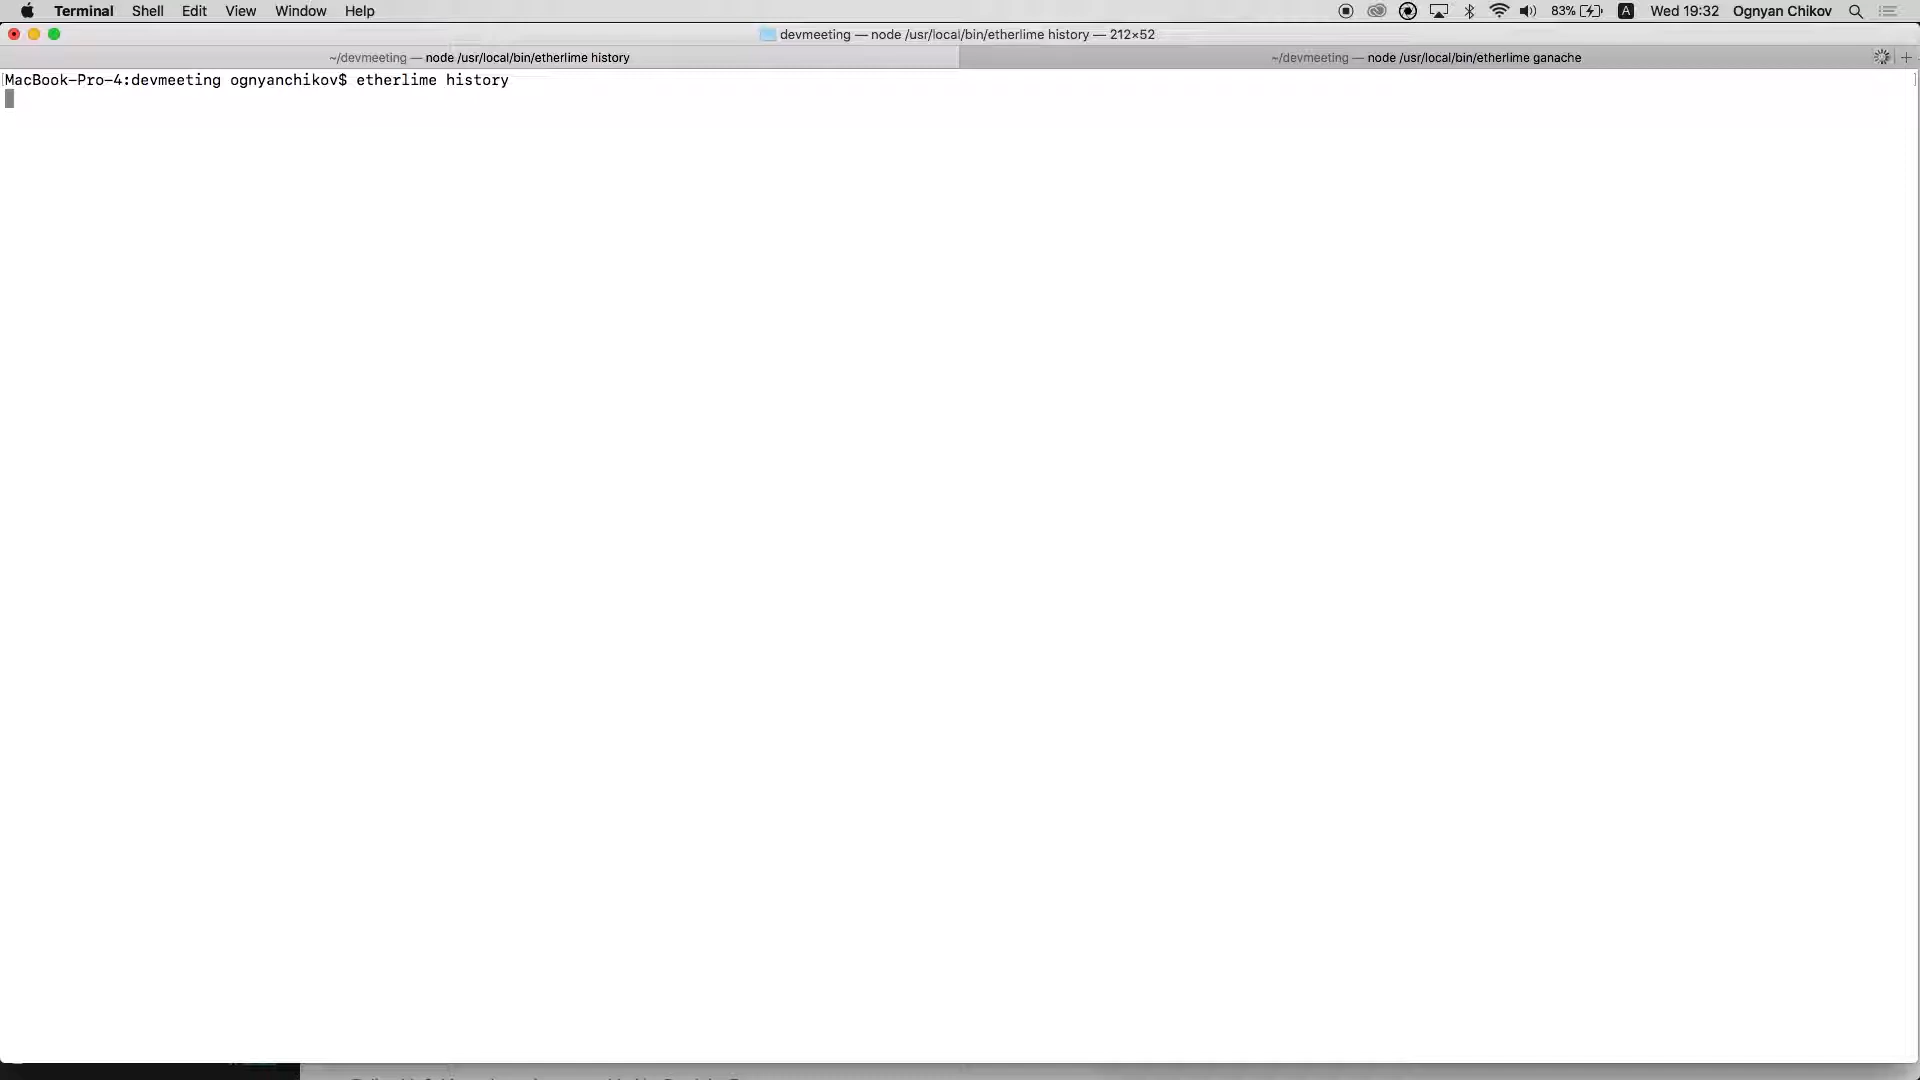 Terminal Shell Edit View Window Help 83% A Wed 19:32 Ognyan Chikov
devmeeting — node /usr/local/bin/etherlime history — 212×52
~/devmeeting — node /usr/local/bin/etherlime history
~/devmeeting — node /usr/local/bin/etherlime ganache
MacBook-Pro-4:devmeeting ognyanchikov$ etherlime history